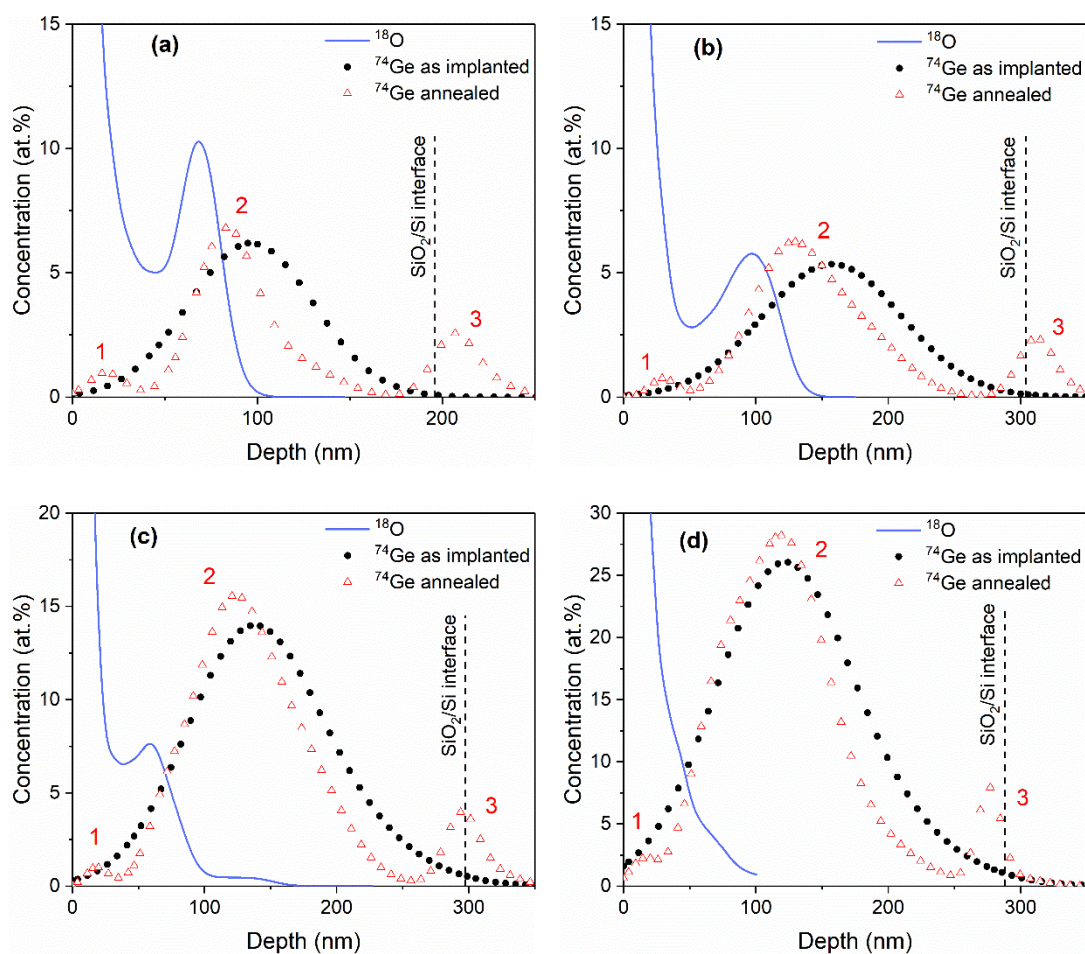 (a)
¹⁸O
⁷⁴Ge as implanted
⁷⁴Ge annealed
Concentration (at.%)
15
10
5
0
1
2
3
SiO₂/Si interface
0 100 200
Depth (nm)
(b)
¹⁸O
⁷⁴Ge as implanted
⁷⁴Ge annealed
Concentration (at.%)
15
10
5
0
1
2
3
SiO₂/Si interface
0 100 200 300
Depth (nm)
(c)
¹⁸O
⁷⁴Ge as implanted
⁷⁴Ge annealed
Concentration (at.%)
20
15
10
5
0
1
2
3
SiO₂/Si interface
0 100 200 300
Depth (nm)
(d)
¹⁸O
⁷⁴Ge as implanted
⁷⁴Ge annealed
Concentration (at.%)
30
25
20
15
10
5
0
1
2
3
SiO₂/Si interface
0 100 200 300
Depth (nm)